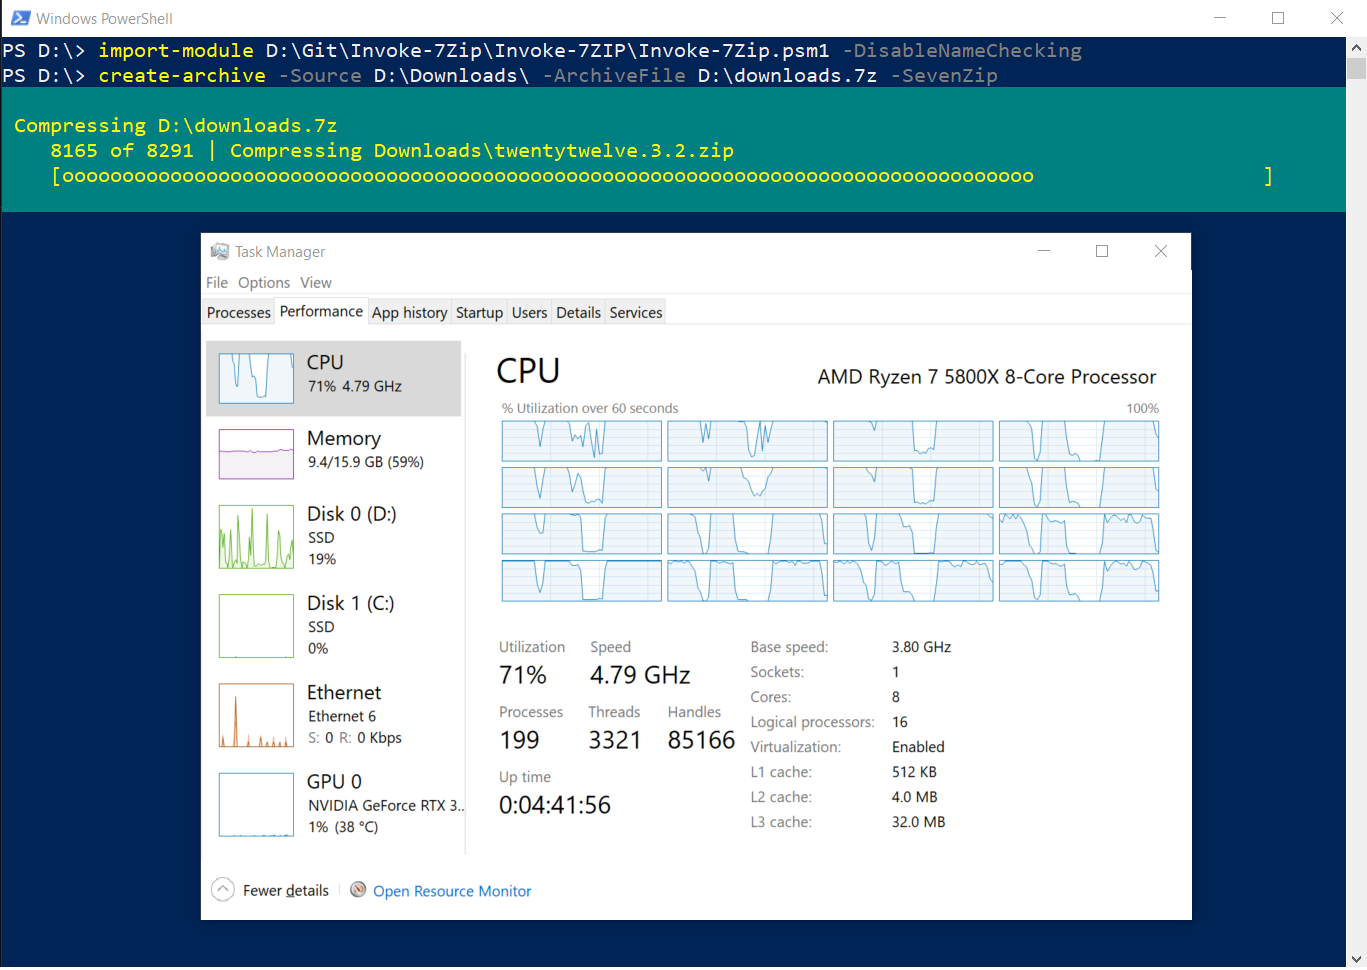 Windows PowerShell
PS D:\> import-module D:\Git\Invoke-7Zip\Invoke-7ZIP\Invoke-7Zip.psm1 -DisableNameChecking
PS D:\> create-archive -Source D:\Downloads\ -ArchiveFile D:\downloads.7z -SevenZip
Compressing D:\downloads.7z
8165 of 8291 | Compressing Downloads\twentytwelve.3.2.zip
[ooooooooooooooooooooooooooooooooooooooooooooooooooooooooooooooooooooooooooooooooo ]
Task Manager
File Options View
Processes Performance App history Startup Users Details Services
CPU
71% 4.79 GHz
Memory
9.4/15.9 GB (59%)
Disk 0 (D:)
SSD
19%
Disk 1 (C:)
SSD
0%
Ethernet
Ethernet 6
S: 0 R: 0 Kbps
GPU 0
NVIDIA GeForce RTX 3..
1% (38 °C)
CPU
AMD Ryzen 7 5800X 8-Core Processor
% Utilization over 60 seconds 100%
Utilization Speed
71% 4.79 GHz
Processes Threads Handles
199 3321 85166
Up time
0:04:41:56
Base speed: 3.80 GHz
Sockets: 1
Cores: 8
Logical processors: 16
Virtualization: Enabled
L1 cache: 512 KB
L2 cache: 4.0 MB
L3 cache: 32.0 MB
Fewer details Open Resource Monitor